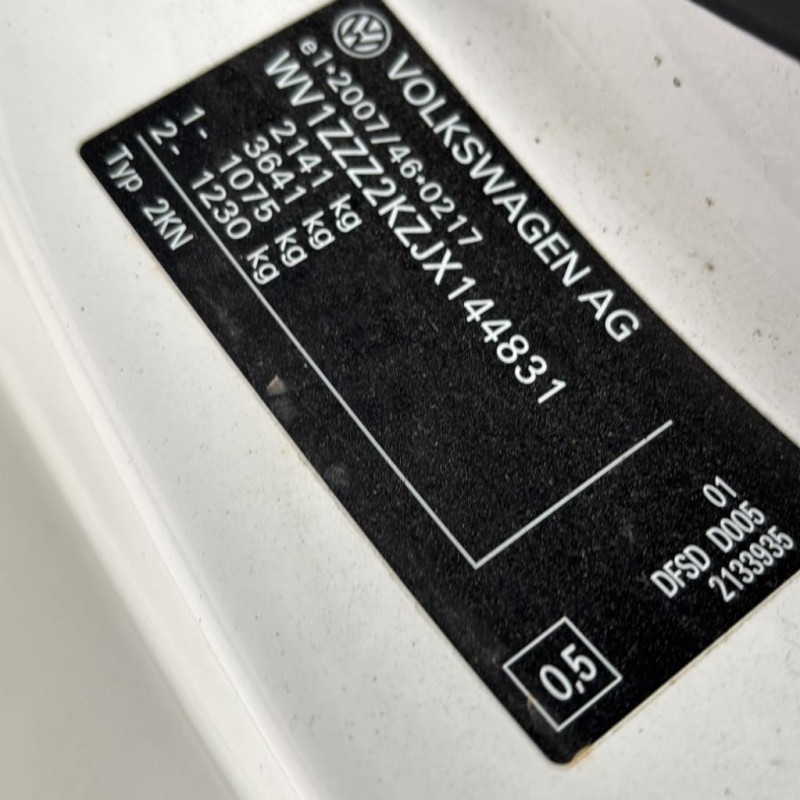 VOLKSWAGEN AG
e1*2007/46*0217
WV1ZZZ2KZJX144831
2141 kg
3641 kg
1- 1075 kg
2- 1230 kg
Typ 2KN
01
DFSD D005
2133935
0,5